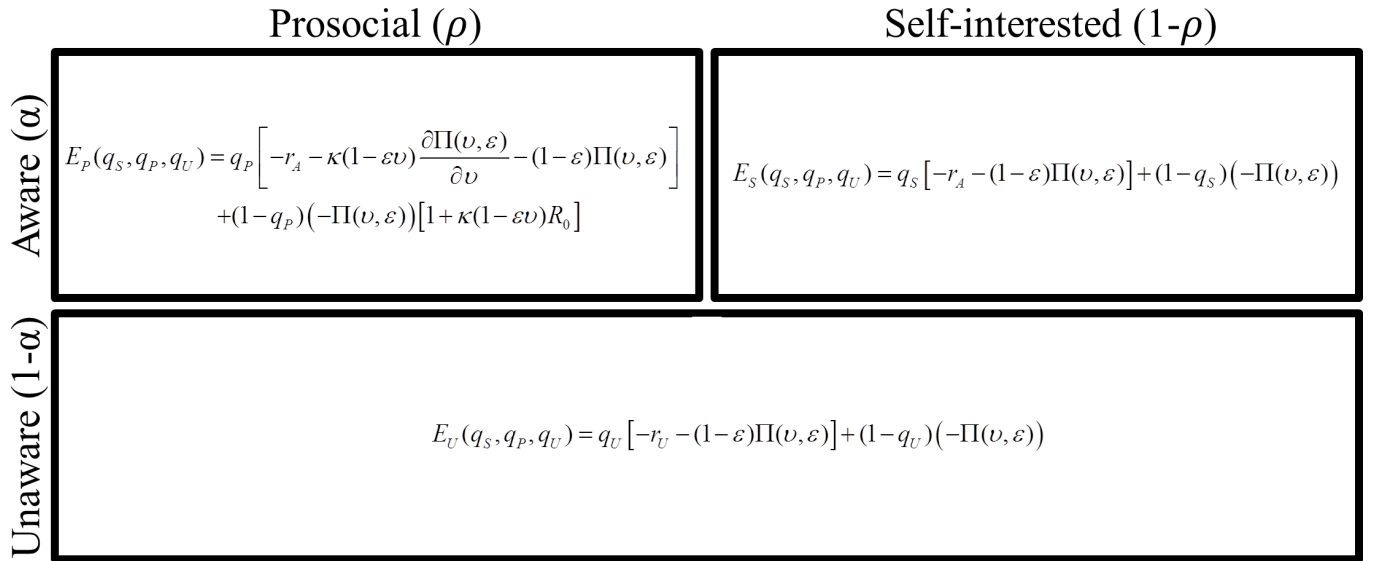 Prosocial (ρ)
Self-interested (1-ρ)
Aware (α)
E_P(q_S, q_P, q_U) = q_P[-r_A - κ(1-ευ) ∂Π(υ,ε)/∂υ - (1-ε)Π(υ,ε)]
+(1-q_P)(-Π(υ,ε))[1+κ(1-ευ)R_0]
E_S(q_S, q_P, q_U) = q_S[-r_A - (1-ε)Π(υ,ε)]+(1-q_S)(-Π(υ,ε))
Unaware (1-α)
E_U(q_S, q_P, q_U) = q_U[-r_U - (1-ε)Π(υ,ε)]+(1-q_U)(-Π(υ,ε))